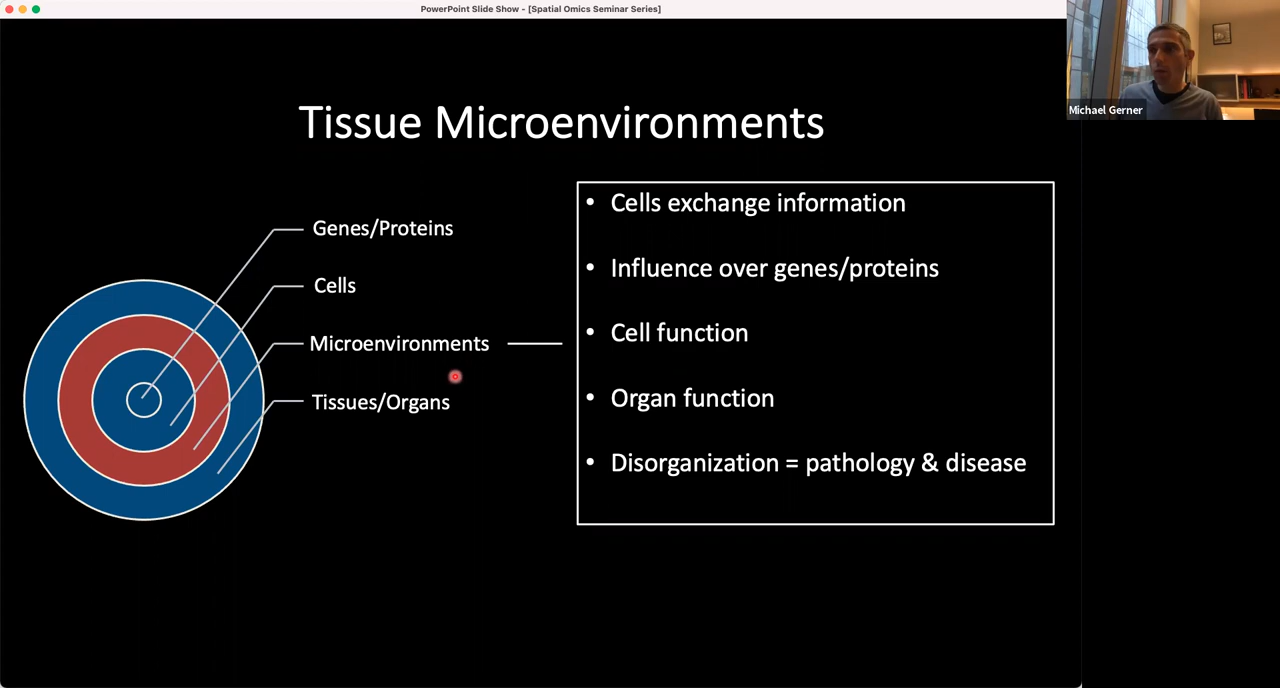 PowerPoint Slide Show - [Spatial Omics Seminar Series]
Michael Gerner
Tissue Microenvironments
Genes/Proteins
Cells
Microenvironments
Tissues/Organs
• Cells exchange information
• Influence over genes/proteins
• Cell function
• Organ function
• Disorganization = pathology & disease